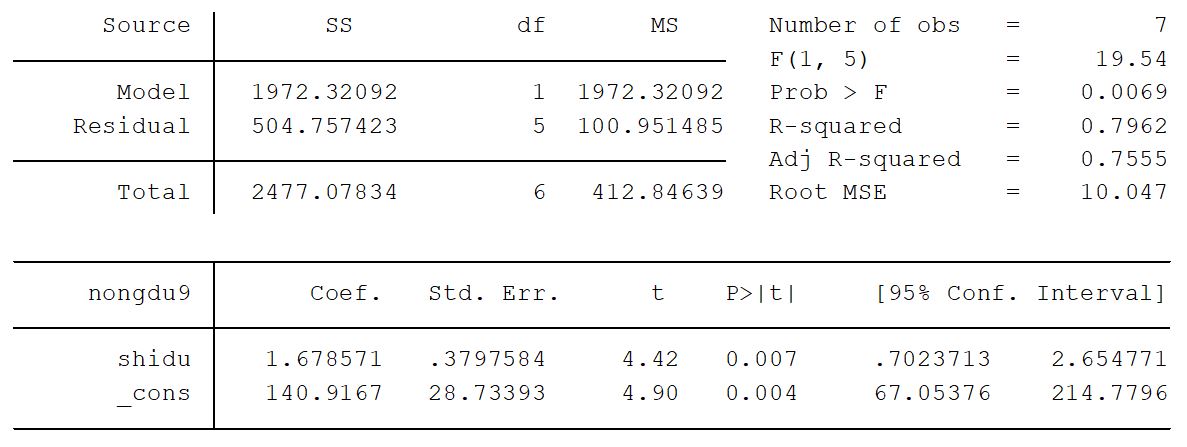 Source SS df MS Number of obs = 7
F(1, 5) = 19.54
Model 1972.32092 1 1972.32092 Prob > F = 0.0069
Residual 504.757423 5 100.951485 R-squared = 0.7962
Adj R-squared = 0.7555
Total 2477.07834 6 412.84639 Root MSE = 10.047
nongdu9 Coef. Std. Err. t P>|t| [95% Conf. Interval]
shidu 1.678571 .3797584 4.42 0.007 .7023713 2.654771
_cons 140.9167 28.73393 4.90 0.004 67.05376 214.7796